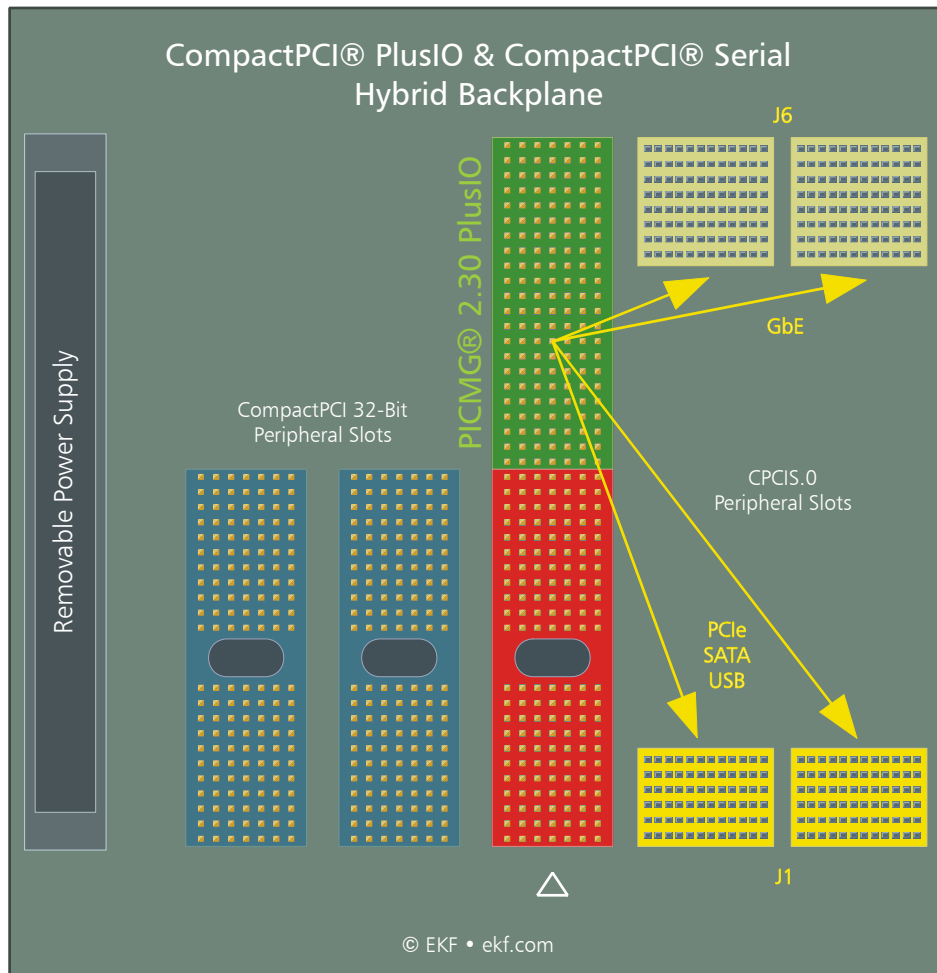 CompactPCI® PlusIO & CompactPCI® Serial
Hybrid Backplane
J6
PICMG® 2.30 PlusIO
GbE
Removable Power Supply
CompactPCI 32-Bit
Peripheral Slots
CPCIS.0
Peripheral Slots
PCIe
SATA
USB
J1
© EKF • ekf.com